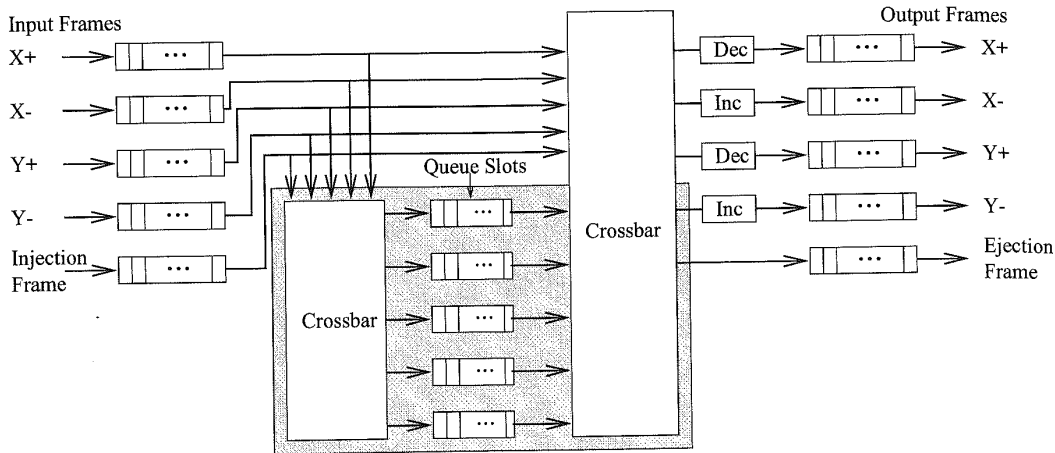 Input Frames
Output Frames
X+
•••
Dec
•••
X+
X-
•••
Inc
•••
X-
Y+
•••
Dec
•••
Y+
Queue Slots
Y-
•••
•••
Inc
•••
Y-
Crossbar
Injection
Frame
•••
•••
•••
Ejection
Frame
Crossbar
•••
•••
•••